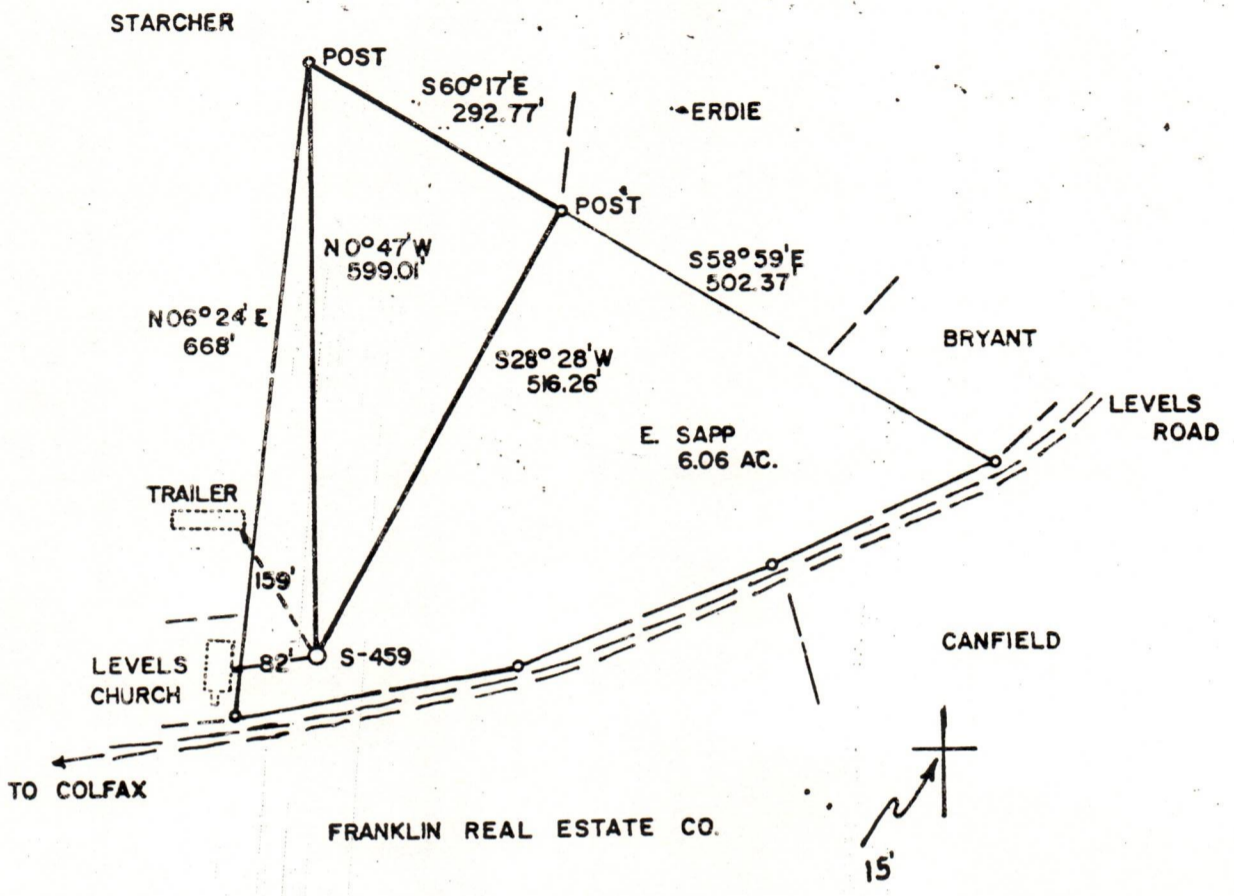 STARCHER
POST
S60°17'E
292.77'
ERDIE
POST
N0°47'W
599.01'
S58°59'E
502.37'
N06°24'E
668'
S28°28'W
516.26'
BRYANT
LEVELS
ROAD
E. SAPP
6.06 AC.
TRAILER
159'
LEVELS
CHURCH
82'
S-459
CANFIELD
TO COLFAX
FRANKLIN REAL ESTATE CO.
15'